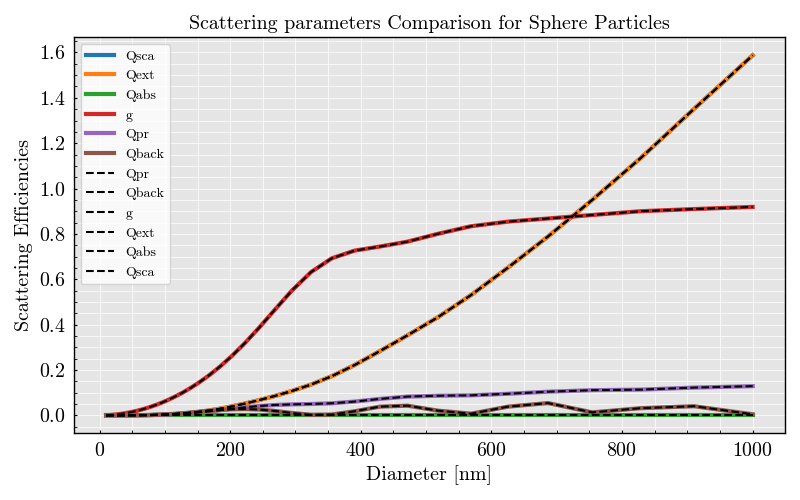 Scattering parameters Comparison for Sphere Particles
Scattering Efficiencies
1.6
1.4
1.2
1.0
0.8
0.6
0.4
0.2
0.0
Qsca
Qext
Qabs
g
Qpr
Qback
Qpr
Qback
g
Qext
Qabs
Qsca
0 200 400 600 800 1000
Diameter [nm]